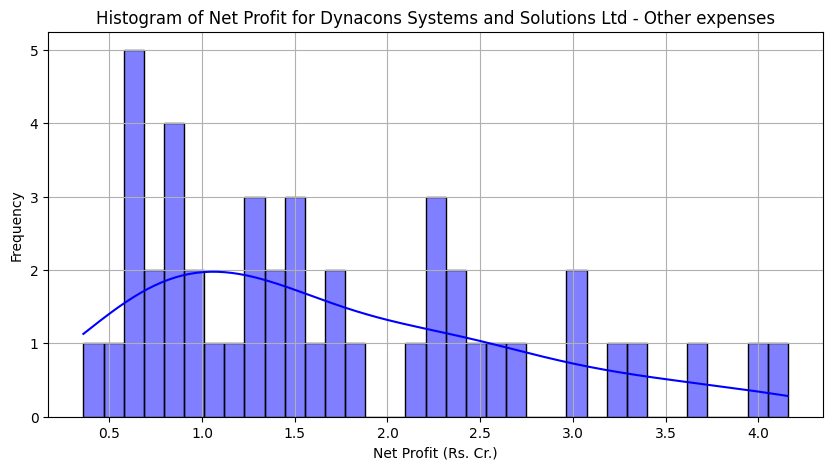 Histogram of Net Profit for Dynacons Systems and Solutions Ltd - Other expenses
5
4
3
2
1
0
Frequency
0.5 1.0 1.5 2.0 2.5 3.0 3.5 4.0
Net Profit (Rs. Cr.)